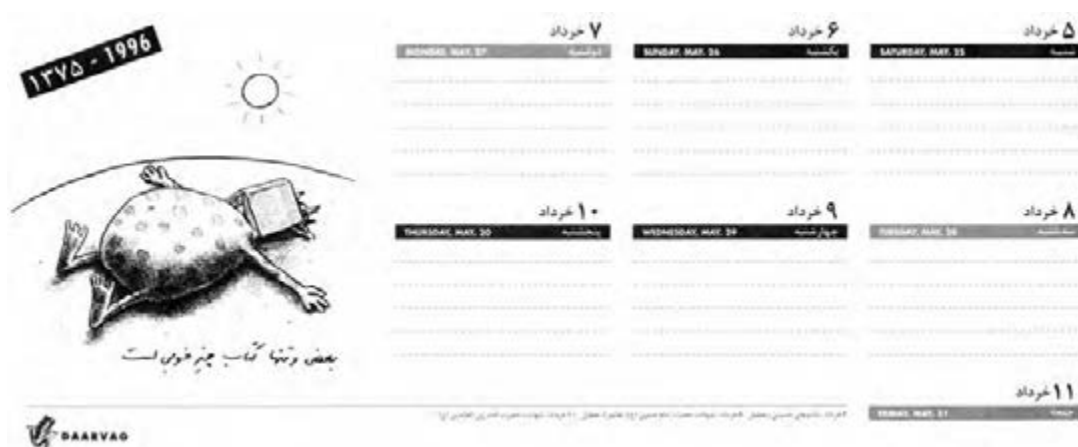 ۱۳۷۵ - 1996
۵ خرداد
SATURDAY, MAY. 25 شنبه
۶ خرداد
SUNDAY, MAY. 26 یکشنبه
۷ خرداد
MONDAY, MAY. 27 دوشنبه
۸ خرداد
TUESDAY, MAY. 28 سه‌شنبه
۹ خرداد
WEDNESDAY, MAY. 29 چهارشنبه
۱۰ خرداد
THURSDAY, MAY. 30 پنجشنبه
۱۱ خرداد
FRIDAY, MAY. 31 جمعه
بعضی وقتها کتاب چیز خوبی است
DAARVAG